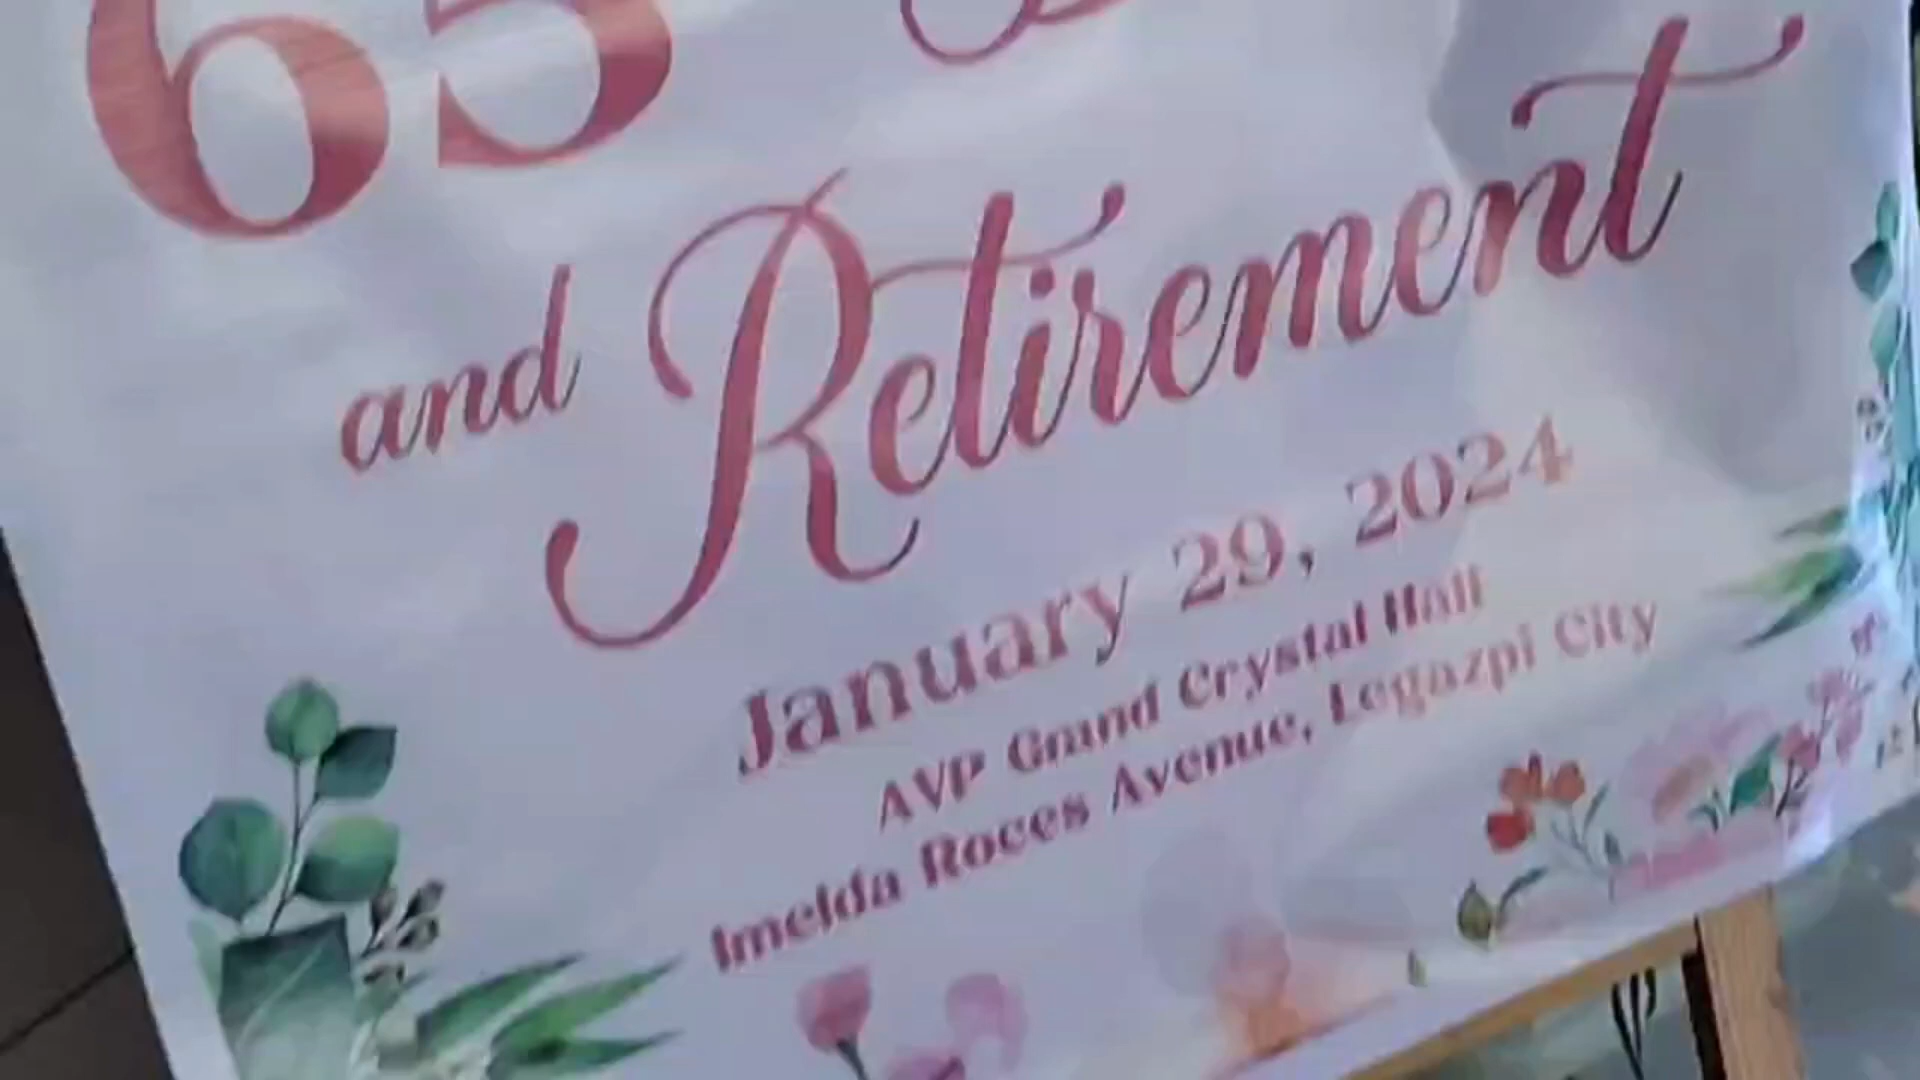 65
and Retirement
January 29, 2024
AVP Grand Crystal Hall
Imelda Roces Avenue, Legazpi City